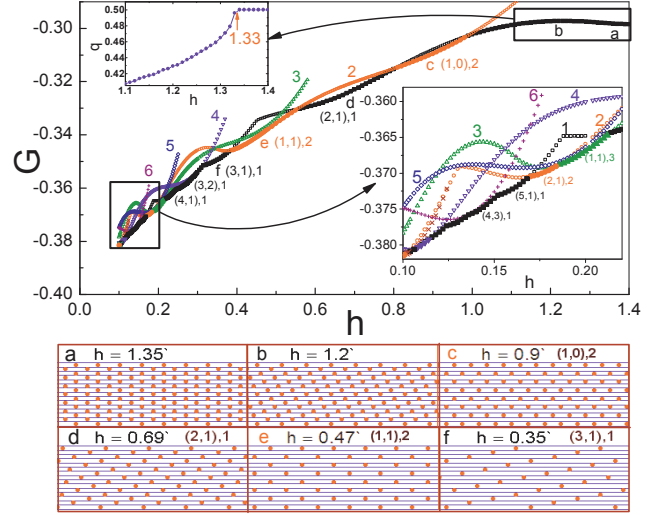 0.50
0.48
0.46
0.44
0.42
q
1.33
1.1 1.2 1.3 1.4
h
-0.30
-0.32
-0.34
-0.36
-0.38
-0.40
G
b
a
c (1,0),2
2
d
(2,1),1
3
4
e (1,1),2
5
f (3,1),1
6
(3,2),1
(4,1),1
-0.360
-0.365
-0.370
-0.375
-0.380
6
4
3
1
2
5
(1,1),3
(2,1),2
(5,1),1
(4,3),1
0.10 0.15 0.20
h
0.0 0.2 0.4 0.6 0.8 1.0 1.2 1.4
h
a h = 1.35`
b h = 1.2`
c h = 0.9` (1,0),2
d h = 0.69` (2,1),1
e h = 0.47` (1,1),2
f h = 0.35` (3,1),1